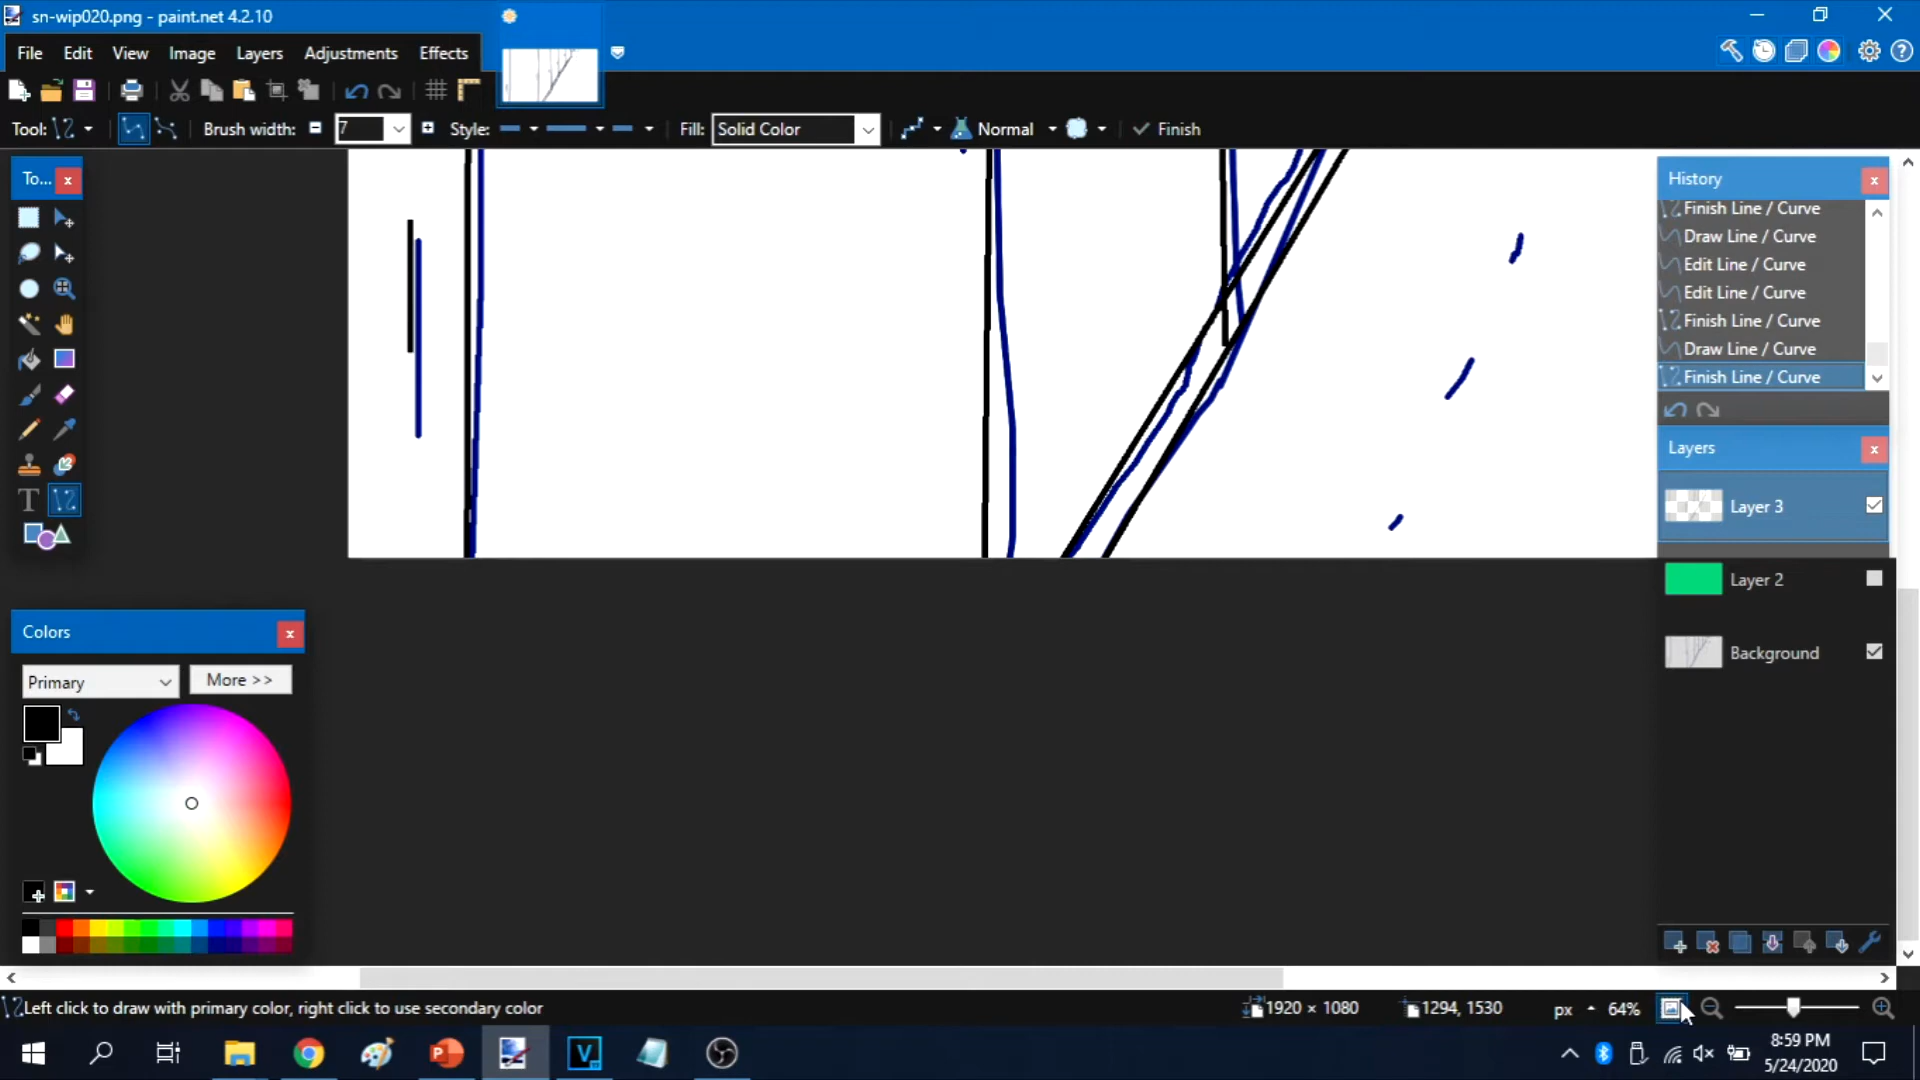 sn-wip020.png - paint.net 4.2.10
File Edit View Image Layers Adjustments Effects
Tool: Brush width: 7 Style: Fill: Solid Color Normal Finish
To...
History
Finish Line / Curve
Draw Line / Curve
Edit Line / Curve
Edit Line / Curve
Finish Line / Curve
Draw Line / Curve
Finish Line / Curve
Layers
Layer 3
Layer 2
Background
Colors
Primary
More >>
Left click to draw with primary color, right click to use secondary color
1920 × 1080
1294, 1530
px
64%
8:59 PM
5/24/2020